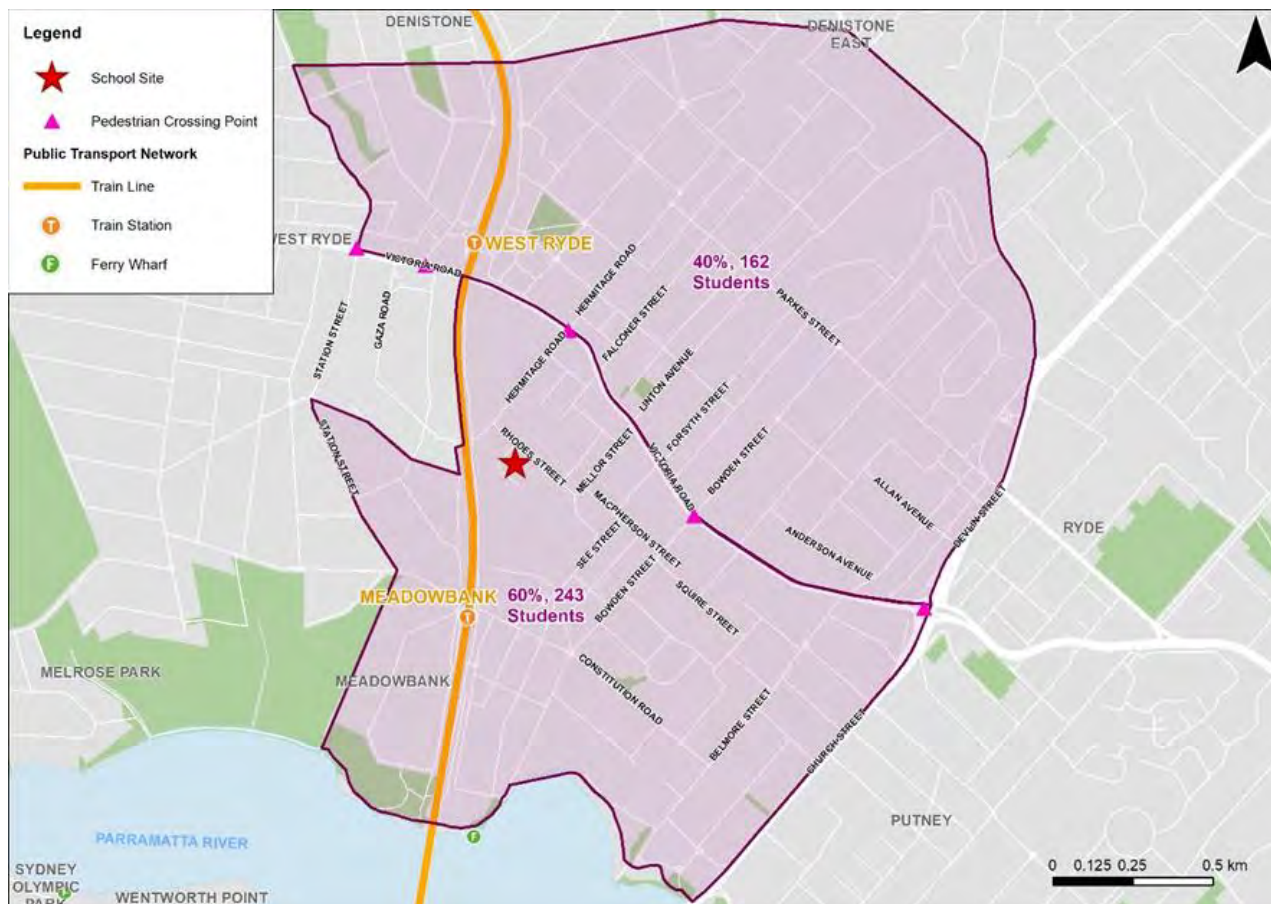 Legend
School Site
Pedestrian Crossing Point
Public Transport Network
Train Line
T
Train Station
F
Ferry Wharf
DENISTONE
DENISTONE
EAST
WEST RYDE
T WEST RYDE
VICTORIA ROAD
HERMITAGE ROAD
40%, 162
Students
PARKES STREET
STATION STREET
GAZA ROAD
FALCONER STREET
HERMITAGE ROAD
LINTON AVENUE
FORSYTH STREET
STATION STREET
RHODES STREET
MELLOR STREET
VICTORIA ROAD
BOWDEN STREET
MACPHERSON STREET
ALLAN AVENUE
DEVLIN STREET
RYDE
SEE STREET
ANDERSON AVENUE
BOWDEN STREET
SQUIRE STREET
MEADOWBANK
T
60%, 243
Students
MELROSE PARK
MEADOWBANK
CONSTITUTION ROAD
BELMORE STREET
CHURCH STREET
PUTNEY
PARRAMATTA RIVER
F
SYDNEY
OLYMPIC
PARK
F
WENTWORTH POINT
0 0.125 0.25 0.5 km